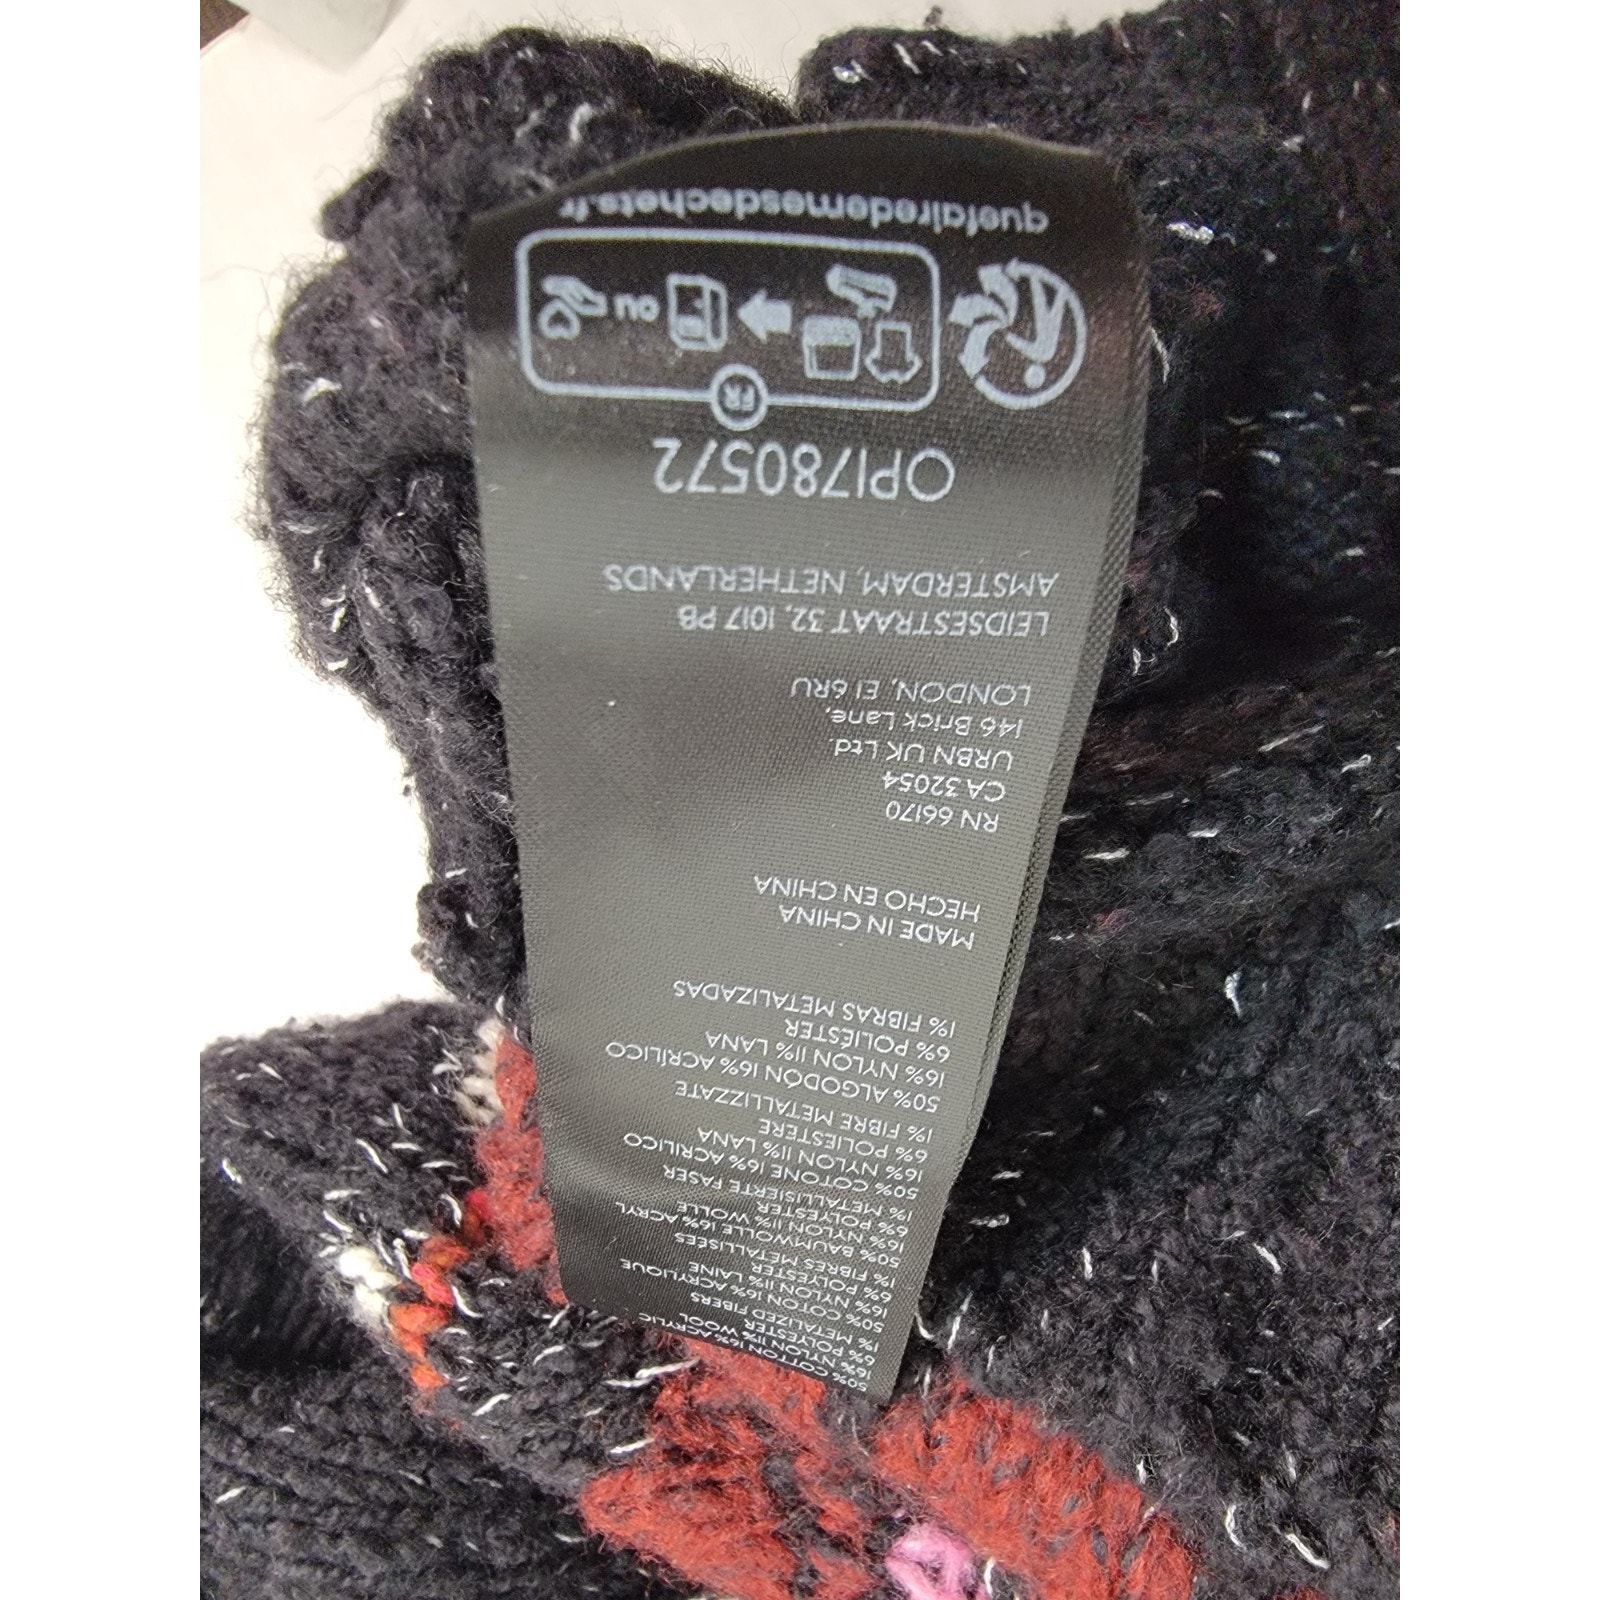 50% COTTON 16% ACRYLIC
16% NYLON 11% WOOL
6% POLYESTER
1% METALIZED FIBERS
50% COTON 16% ACRYLIQUE
16% NYLON 11% LAINE
6% POLYESTER
1% FIBRES MÉTALLISÉES
50% BAUMWOLLE 16% ACRYL
16% NYLON 11% WOLLE
6% POLYESTER
1% METALLISIERTE FASER
50% COTONE 16% ACRILICO
16% NYLON 11% LANA
6% POLIESTERE
1% FIBRE METALLIZZATE
50% ALGODÓN 16% ACRÍLICO
16% NYLON 11% LANA
6% POLIÉSTER
1% FIBRAS METALIZADAS
MADE IN CHINA
HECHO EN CHINA
RN 66170
CA 32054
URBN UK Ltd.
146 Brick Lane,
LONDON, E1 6RU
LEIDSESTRAAT 32, 1017 PB
AMSTERDAM, NETHERLANDS
OP1780572
FR
OU
quefairedemesdechets.fr